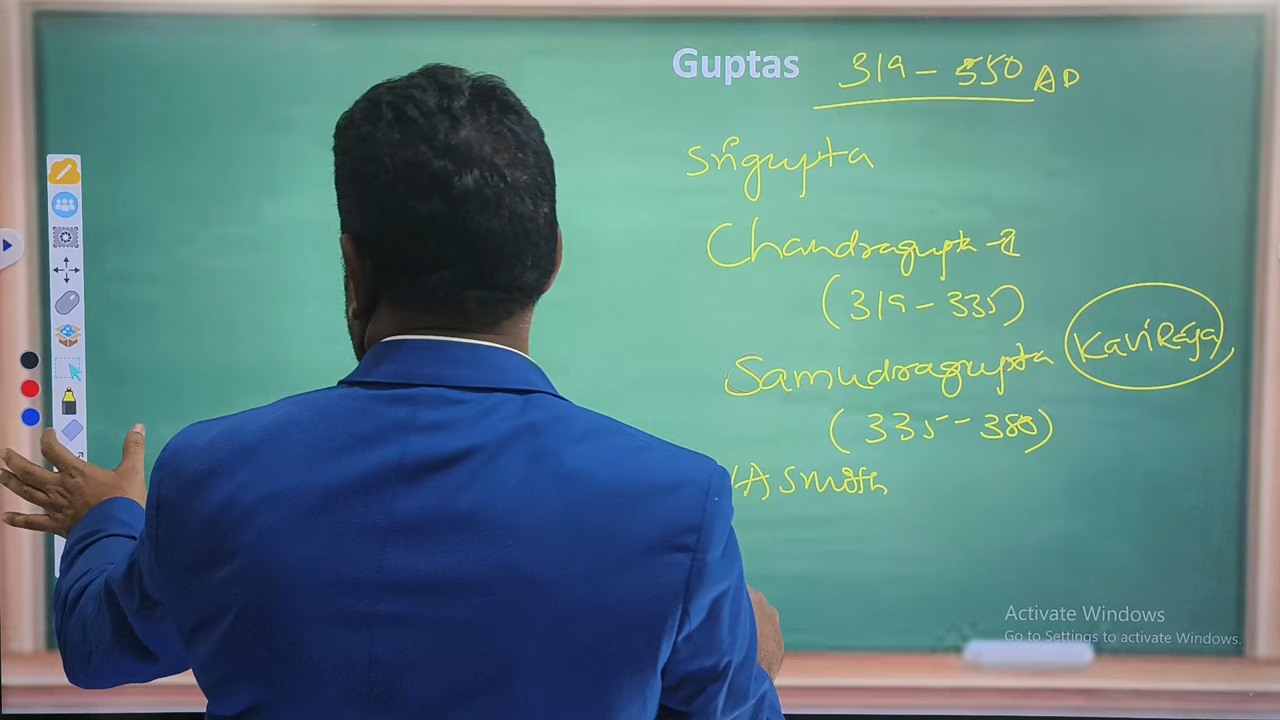 Guptas 319 - 550 AD
Srigupta
Chandragupta-I
(319 - 335)
Samudragupta KaviRaja
(335 - 380)
A Smith
Activate Windows
Go to Settings to activate Windows.